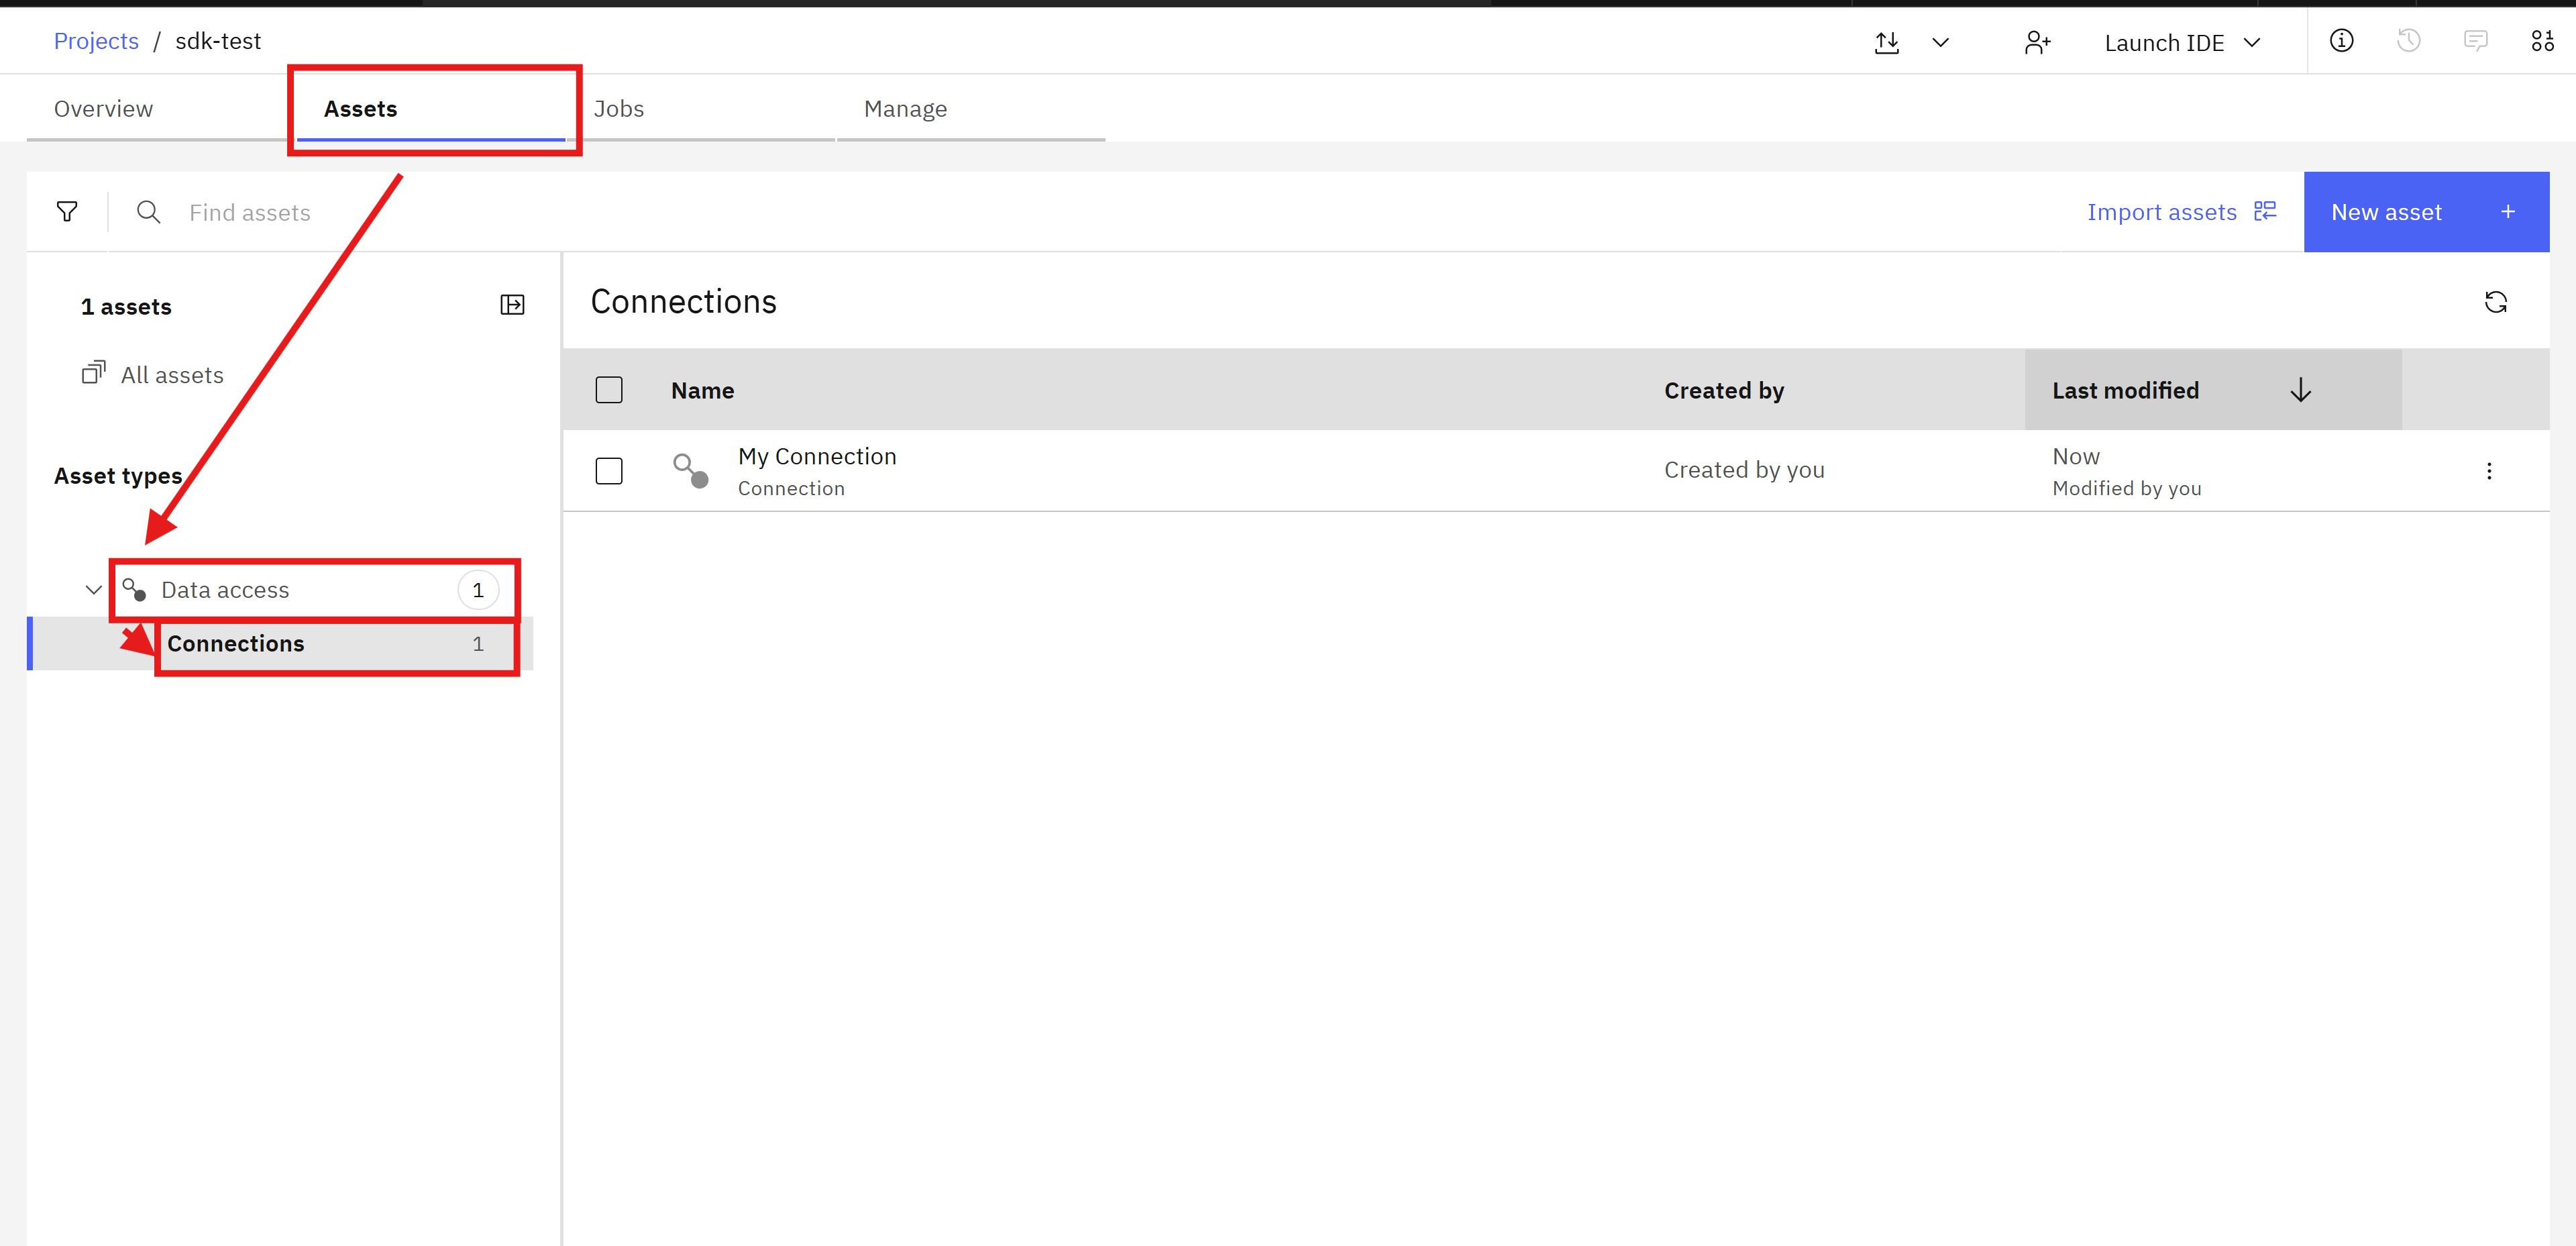 Projects / sdk-test
Launch IDE
Overview
Assets
Jobs
Manage
Find assets
Import assets
New asset +
1 assets
All assets
Asset types
Data access 1
Connections 1
Connections
Name
Created by
Last modified
My Connection
Connection
Created by you
Now
Modified by you